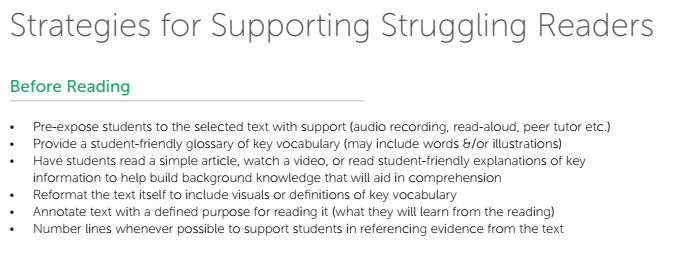 Strategies for Supporting Struggling Readers
Before Reading
• Pre-expose students to the selected text with support (audio recording, read-aloud, peer tutor etc.)
• Provide a student-friendly glossary of key vocabulary (may include words &/or illustrations)
• Have students read a simple article, watch a video, or read student-friendly explanations of key
information to help build background knowledge that will aid in comprehension
• Reformat the text itself to include visuals or definitions of key vocabulary
• Annotate text with a defined purpose for reading it (what they will learn from the reading)
• Number lines whenever possible to support students in referencing evidence from the text